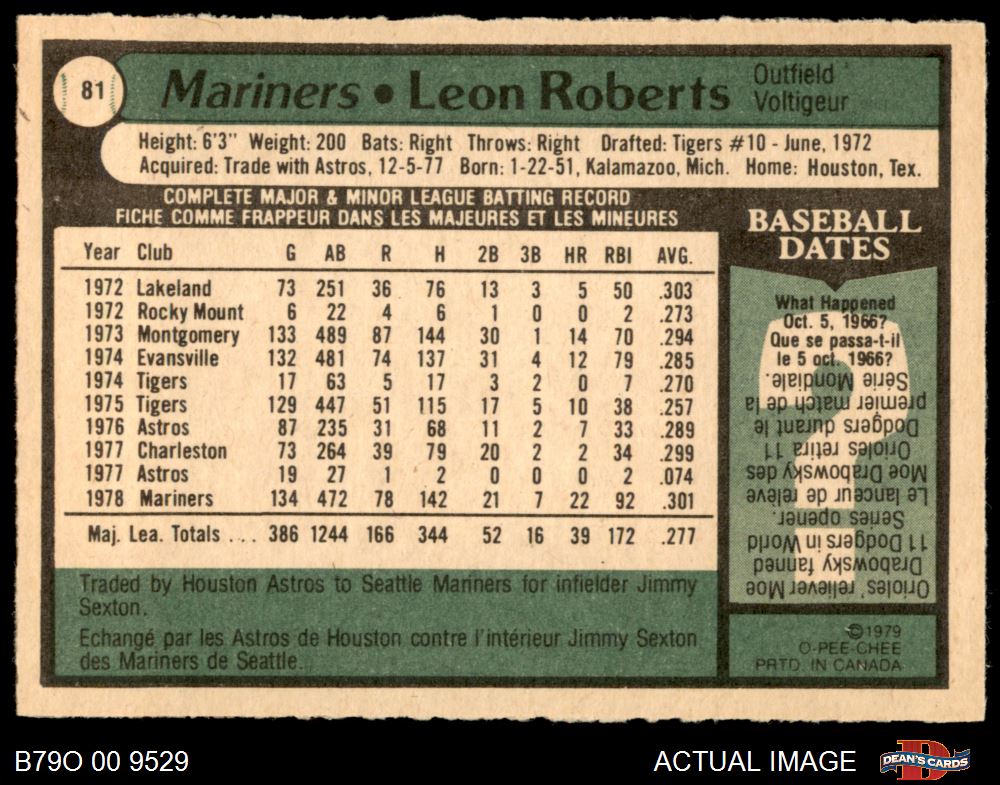 81
Mariners • Leon Roberts
Outfield
Voltigeur
Height: 6'3" Weight: 200 Bats: Right Throws: Right Drafted: Tigers #10 - June, 1972
Acquired: Trade with Astros, 12-5-77 Born: 1-22-51, Kalamazoo, Mich. Home: Houston, Tex.
COMPLETE MAJOR & MINOR LEAGUE BATTING RECORD
FICHE COMME FRAPPEUR DANS LES MAJEURES ET LES MINEURES
Year Club G AB R H 2B 3B HR RBI AVG.
1972 Lakeland 73 251 36 76 13 3 5 50 .303
1972 Rocky Mount 6 22 4 6 1 0 0 2 .273
1973 Montgomery 133 489 87 144 30 1 14 70 .294
1974 Evansville 132 481 74 137 31 4 12 79 .285
1974 Tigers 17 63 5 17 3 2 0 7 .270
1975 Tigers 129 447 51 115 17 5 10 38 .257
1976 Astros 87 235 31 68 11 2 7 33 .289
1977 Charleston 73 264 39 79 20 2 2 34 .299
1977 Astros 19 27 1 2 0 0 0 2 .074
1978 Mariners 134 472 78 142 21 7 22 92 .301
Maj. Lea. Totals ... 386 1244 166 344 52 16 39 172 .277
Traded by Houston Astros to Seattle Mariners for infielder Jimmy
Sexton.
Echangé par les Astros de Houston contre l'intérieur Jimmy Sexton
des Mariners de Seattle.
BASEBALL
DATES
What Happened
Oct. 5, 1966?
Que se passa-t-il
le 5 oct. 1966?
Orioles' reliever Moe
Drabowsky fanned
11 Dodgers in World
Series opener.
Le lanceur de relève
Moe Drabowsky des
Orioles retira 11
Dodgers durant le
premier match de la
Série Mondiale.
©1979
O-PEE-CHEE
PRTD. IN CANADA
B79O 00 9529
ACTUAL IMAGE
D
DEAN'S CARDS